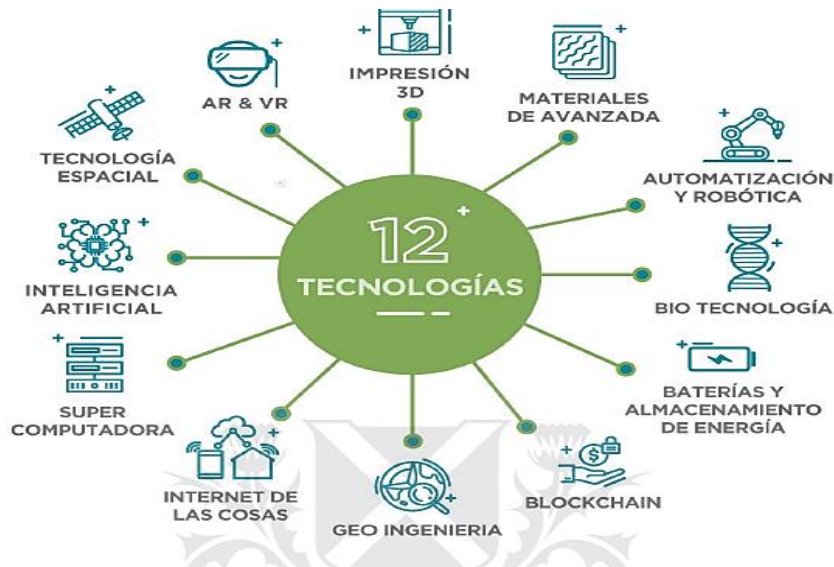 12
TECNOLOGÍAS
IMPRESIÓN
3D
MATERIALES
DE AVANZADA
AUTOMATIZACIÓN
Y ROBÓTICA
BIO TECNOLOGÍA
BATERÍAS Y
ALMACENAMIENTO
DE ENERGÍA
BLOCKCHAIN
GEO INGENIERIA
INTERNET DE
LAS COSAS
SUPER
COMPUTADORA
INTELIGENCIA
ARTIFICIAL
TECNOLOGÍA
ESPACIAL
AR & VR